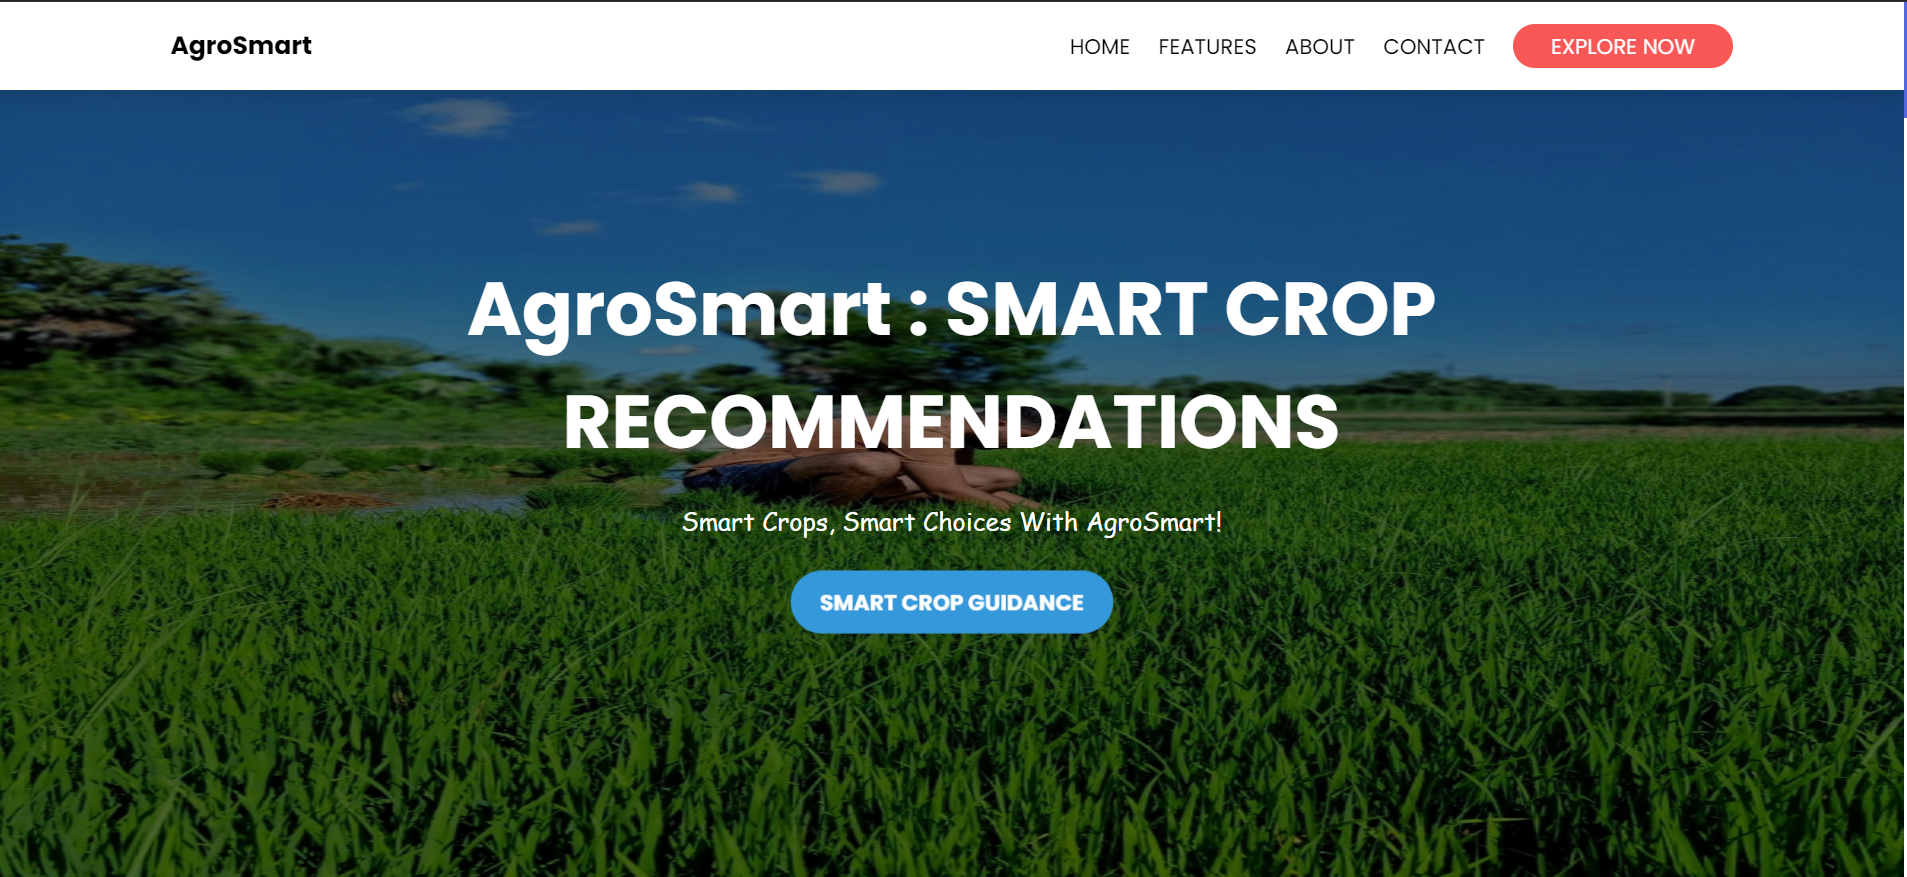 AgroSmart
HOME FEATURES ABOUT CONTACT EXPLORE NOW
AgroSmart : SMART CROP
RECOMMENDATIONS
Smart Crops, Smart Choices With AgroSmart!
SMART CROP GUIDANCE